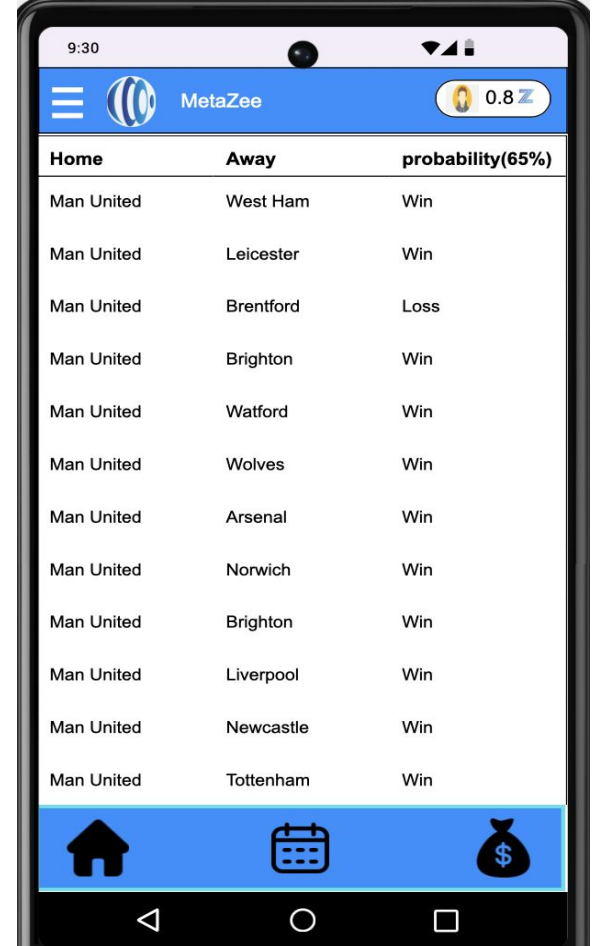 9:30
MetaZee 0.8 Z
Home Away probability(65%)
Man United West Ham Win
Man United Leicester Win
Man United Brentford Loss
Man United Brighton Win
Man United Watford Win
Man United Wolves Win
Man United Arsenal Win
Man United Norwich Win
Man United Brighton Win
Man United Liverpool Win
Man United Newcastle Win
Man United Tottenham Win
$